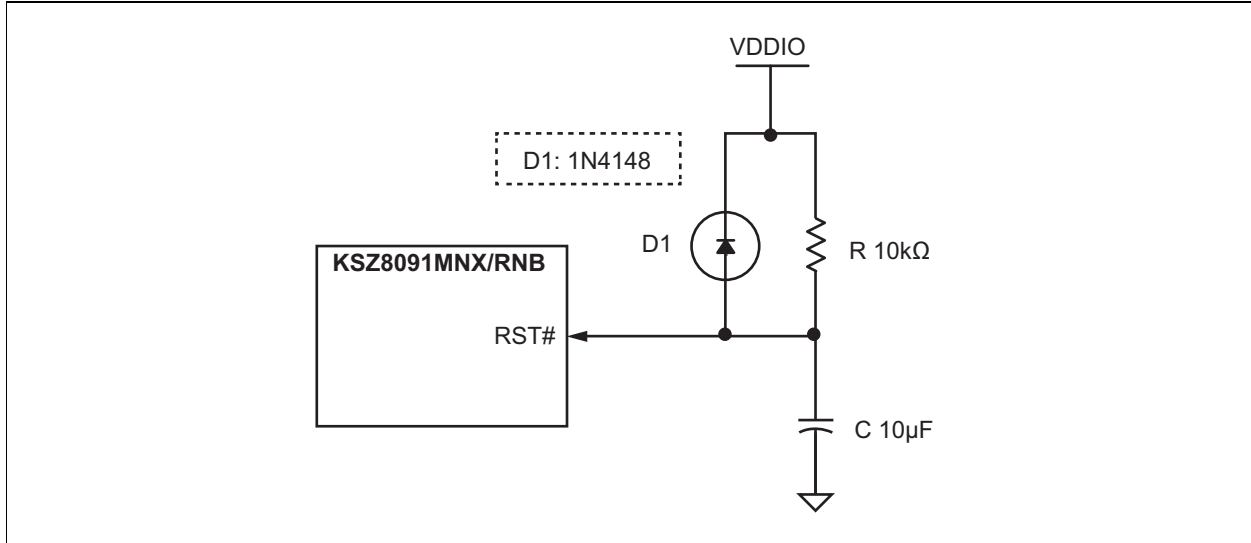 VDDIO
D1: 1N4148
D1
R 10kΩ
KSZ8091MNX/RNB
RST#
C 10µF